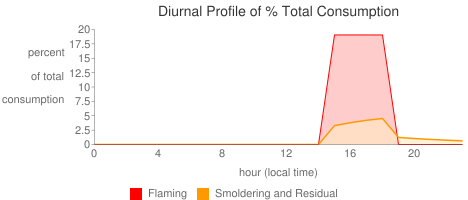 Diurnal Profile of % Total Consumption
percent
of total
consumption
20
17.5
15
12.5
10
7.5
5
2.5
0
0 4 8 12 16 20
hour (local time)
Flaming Smoldering and Residual